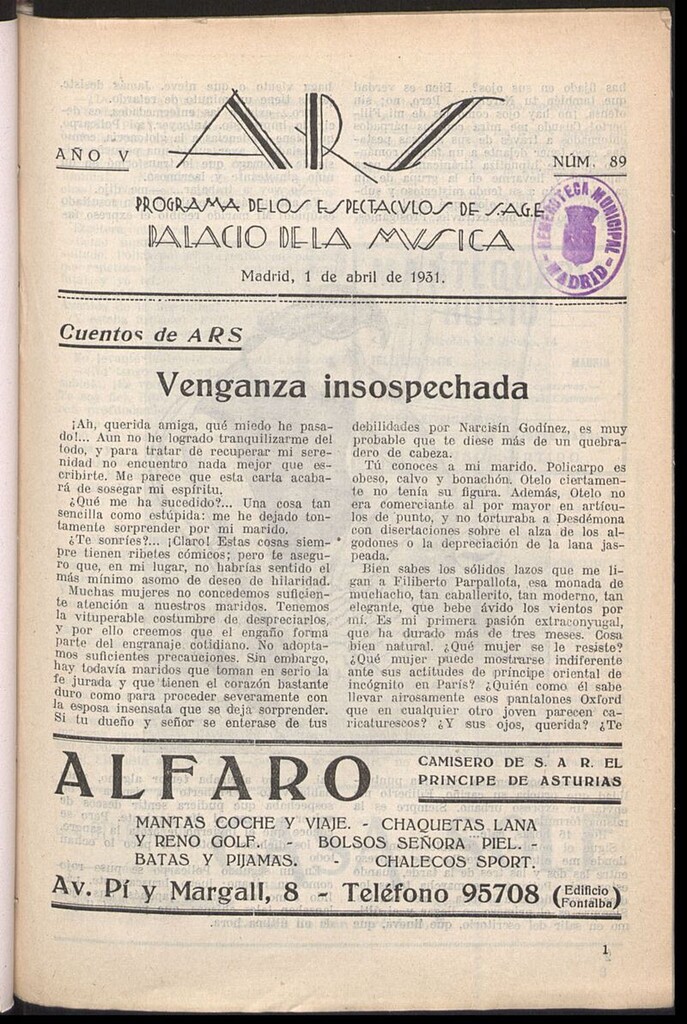 ARS
AÑO V
NÚM. 89
PROGRAMA DE LOS ESPECTACULOS DE S.A.G.E
PALACIO DE LA MUSICA
HEMEROTECA MUNICIPAL
MADRID
Madrid, 1 de abril de 1931.
Cuentos de ARS
Venganza insospechada
¡Ah, querida amiga, qué miedo he pasa-
do!... Aun no he logrado tranquilizarme del
todo, y para tratar de recuperar mi sere-
nidad no encuentro nada mejor que es-
cribirte. Me parece que esta carta acaba-
rá de sosegar mi espíritu.
¿Qué me ha sucedido?... Una cosa tan
sencilla como estúpida: me he dejado ton-
tamente sorprender por mi marido.
¿Te sonríes?... ¡Claro! Estas cosas siem-
pre tienen ribetes cómicos; pero te asegu-
ro que, en mi lugar, no habrías sentido el
más mínimo asomo de deseo de hilaridad.
Muchas mujeres no concedemos suficien-
te atención a nuestros maridos. Tenemos
la vituperable costumbre de despreciarlos,
y por ello creemos que el engaño forma
parte del engranaje cotidiano. No adopta-
mos suficientes precauciones. Sin embargo,
hay todavía maridos que toman en serio la
fe jurada y que tienen el corazón bastante
duro como para proceder severamente con
la esposa insensata que se deja sorprender.
Si tu dueño y señor se enterase de tus
debilidades por Narcisín Godínez, es muy
probable que te diese más de un quebra-
dero de cabeza.
Tú conoces a mi marido. Policarpo es
obeso, calvo y bonachón. Otelo ciertamen-
te no tenía su figura. Además, Otelo no
era comerciante al por mayor en artícu-
los de punto, y no torturaba a Desdémona
con disertaciones sobre el alza de los al-
godones o la depreciación de la lana jas-
peada.
Bien sabes los sólidos lazos que me li-
gan a Filiberto Parpallota, esa monada de
muchacho, tan caballerito, tan moderno, tan
elegante, que bebe ávido los vientos por
mí. Es mi primera pasión extraconyugal,
que ha durado más de tres meses. Cosa
bien natural. ¿Qué mujer se le resiste?
¿Qué mujer puede mostrarse indiferente
ante sus actitudes de príncipe oriental de
incógnito en París? ¿Quién como él sabe
llevar airosamente esos pantalones Oxford
que en cualquier otro joven parecen ca-
ricaturescos? ¿Y sus ojos, querida? ¿Te
ALFARO
CAMISERO DE S. A R. EL
PRINCIPE DE ASTURIAS
MANTAS COCHE Y VIAJE. - CHAQUETAS LANA
Y RENO GOLF. - BOLSOS SEÑORA PIEL. -
BATAS Y PIJAMAS. - CHALECOS SPORT.
Av. Pí y Margall, 8 - Teléfono 95708 (Edificio Fontalba)
1